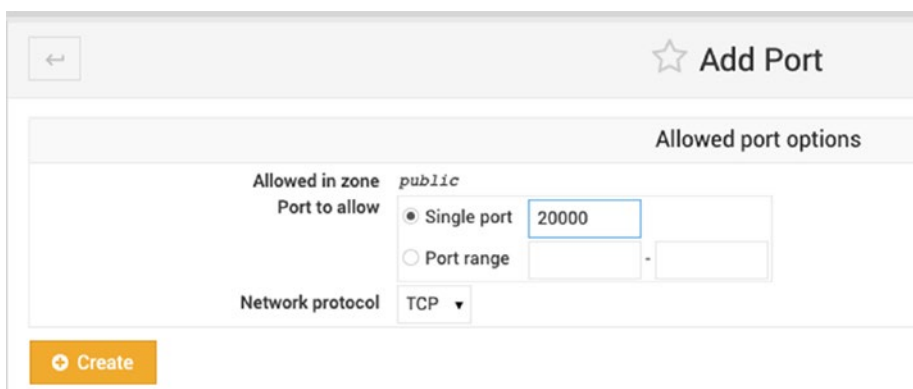 Add Port
Allowed port options
Allowed in zone public
Port to allow
Single port 20000
Port range -
Network protocol TCP
Create